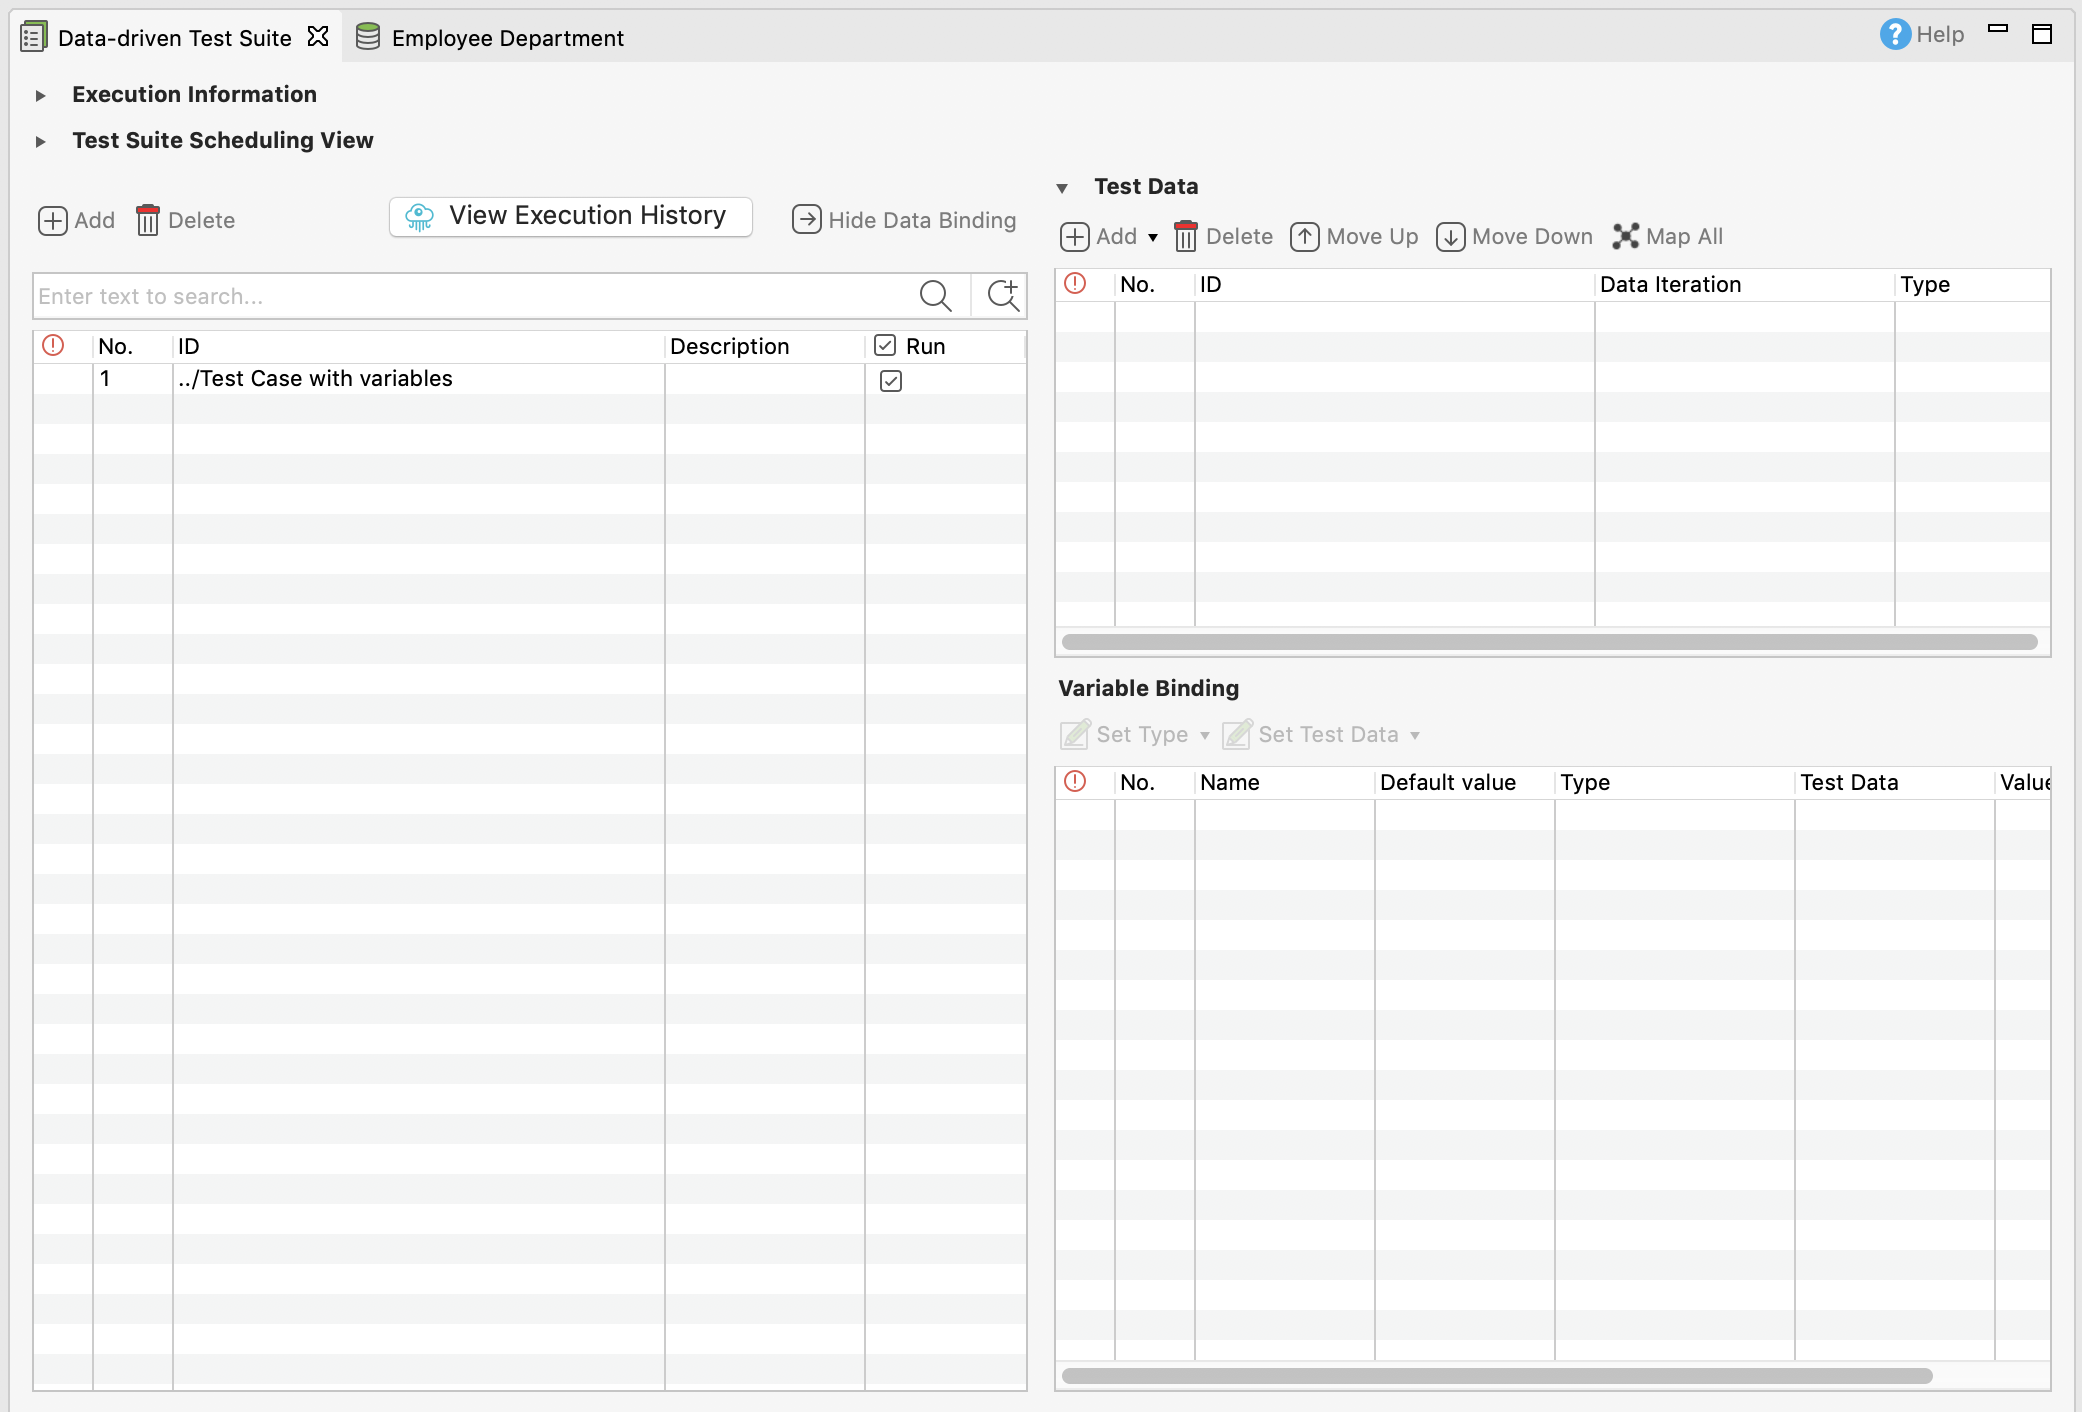 Data-driven Test Suite
Employee Department
Help
Execution Information
Test Suite Scheduling View
Add
Delete
View Execution History
Hide Data Binding
Enter text to search...
No. ID Description Run
1 ../Test Case with variables
Test Data
Add
Delete
Move Up
Move Down
Map All
No. ID Data Iteration Type
Variable Binding
Set Type
Set Test Data
No. Name Default value Type Test Data Value